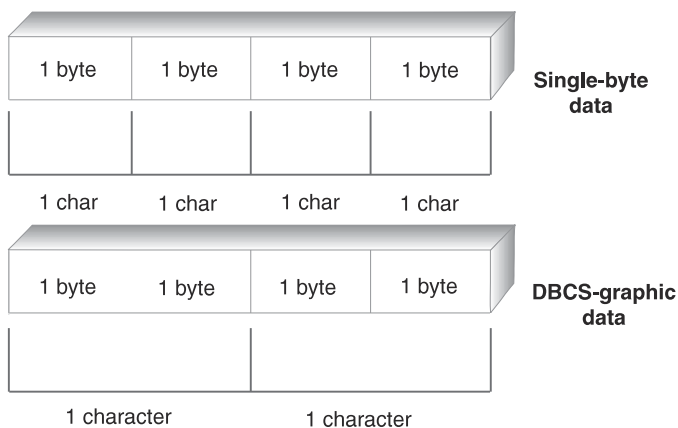 1 byte 1 byte 1 byte 1 byte
Single-byte
data
1 char 1 char 1 char 1 char
1 byte 1 byte 1 byte 1 byte
DBCS-graphic
data
1 character 1 character